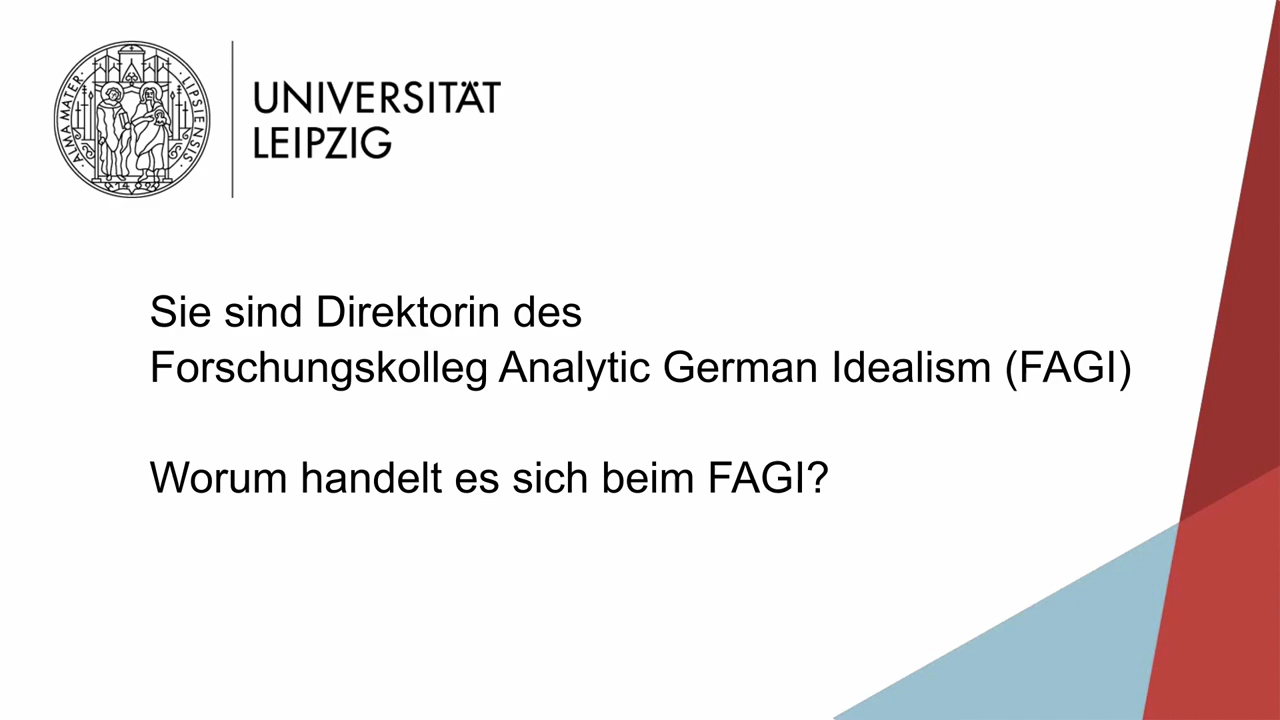 ALMA MATER
LIPSIENSIS
UNIVERSITÄT
LEIPZIG
Sie sind Direktorin des
Forschungskolleg Analytic German Idealism (FAGI)
Worum handelt es sich beim FAGI?